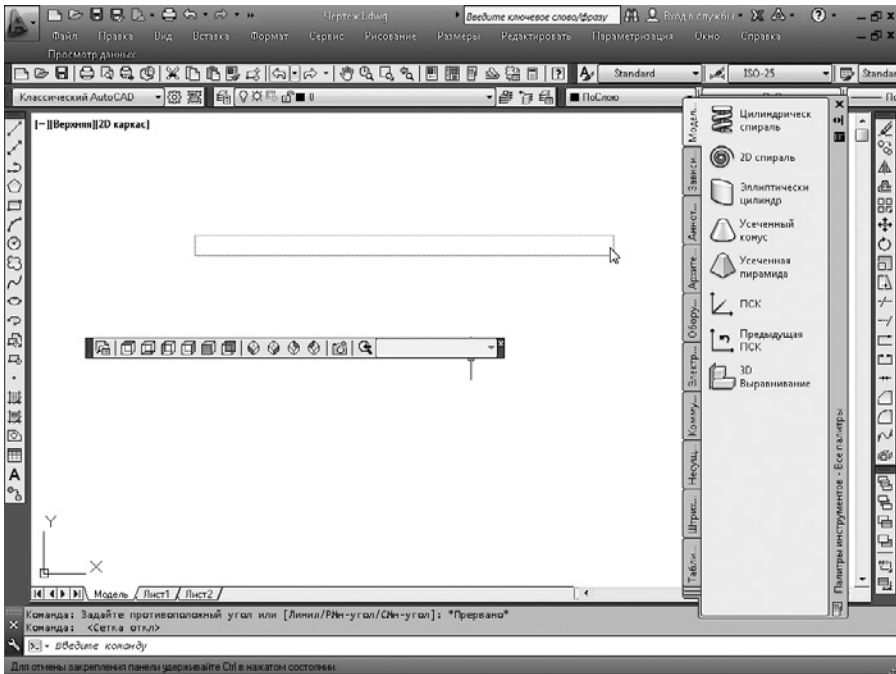 Чертеж1.dwg
Введите ключевое слово/фразу
Вход в службы
Файл Правка Вид Вставка Формат Сервис Рисование Размеры Редактировать Параметризация Окно Справка
Просмотр данных
Standard ISO-25 Standar
Классический AutoCAD 0 ПоСлою
[−][Верхняя][2D каркас]
Цилиндрическ
спираль
2D спираль
Эллиптически
цилиндр
Усеченный
конус
Усеченная
пирамида
ПСК
Предыдущая
ПСК
3D
Выравнивание
Модел...
Зависи...
Аннот...
Архите...
Обору...
Электр...
Комму...
Несущ...
Штрих...
Табли...
Палитры инструментов - Все палитры
Y
X
Модель Лист1 Лист2
Команда: Задайте противоположный угол или [Линия/РМн-угол/СМн-угол]: *Прервано*
Команда: <Сетка откл>
Введите команду
Для отмены закрепления панели удерживайте Ctrl в нажатом состоянии.